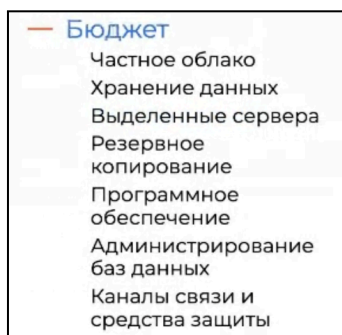 — Бюджет
Частное облако
Хранение данных
Выделенные сервера
Резервное
копирование
Программное
обеспечение
Администрирование
баз данных
Каналы связи и
средства защиты